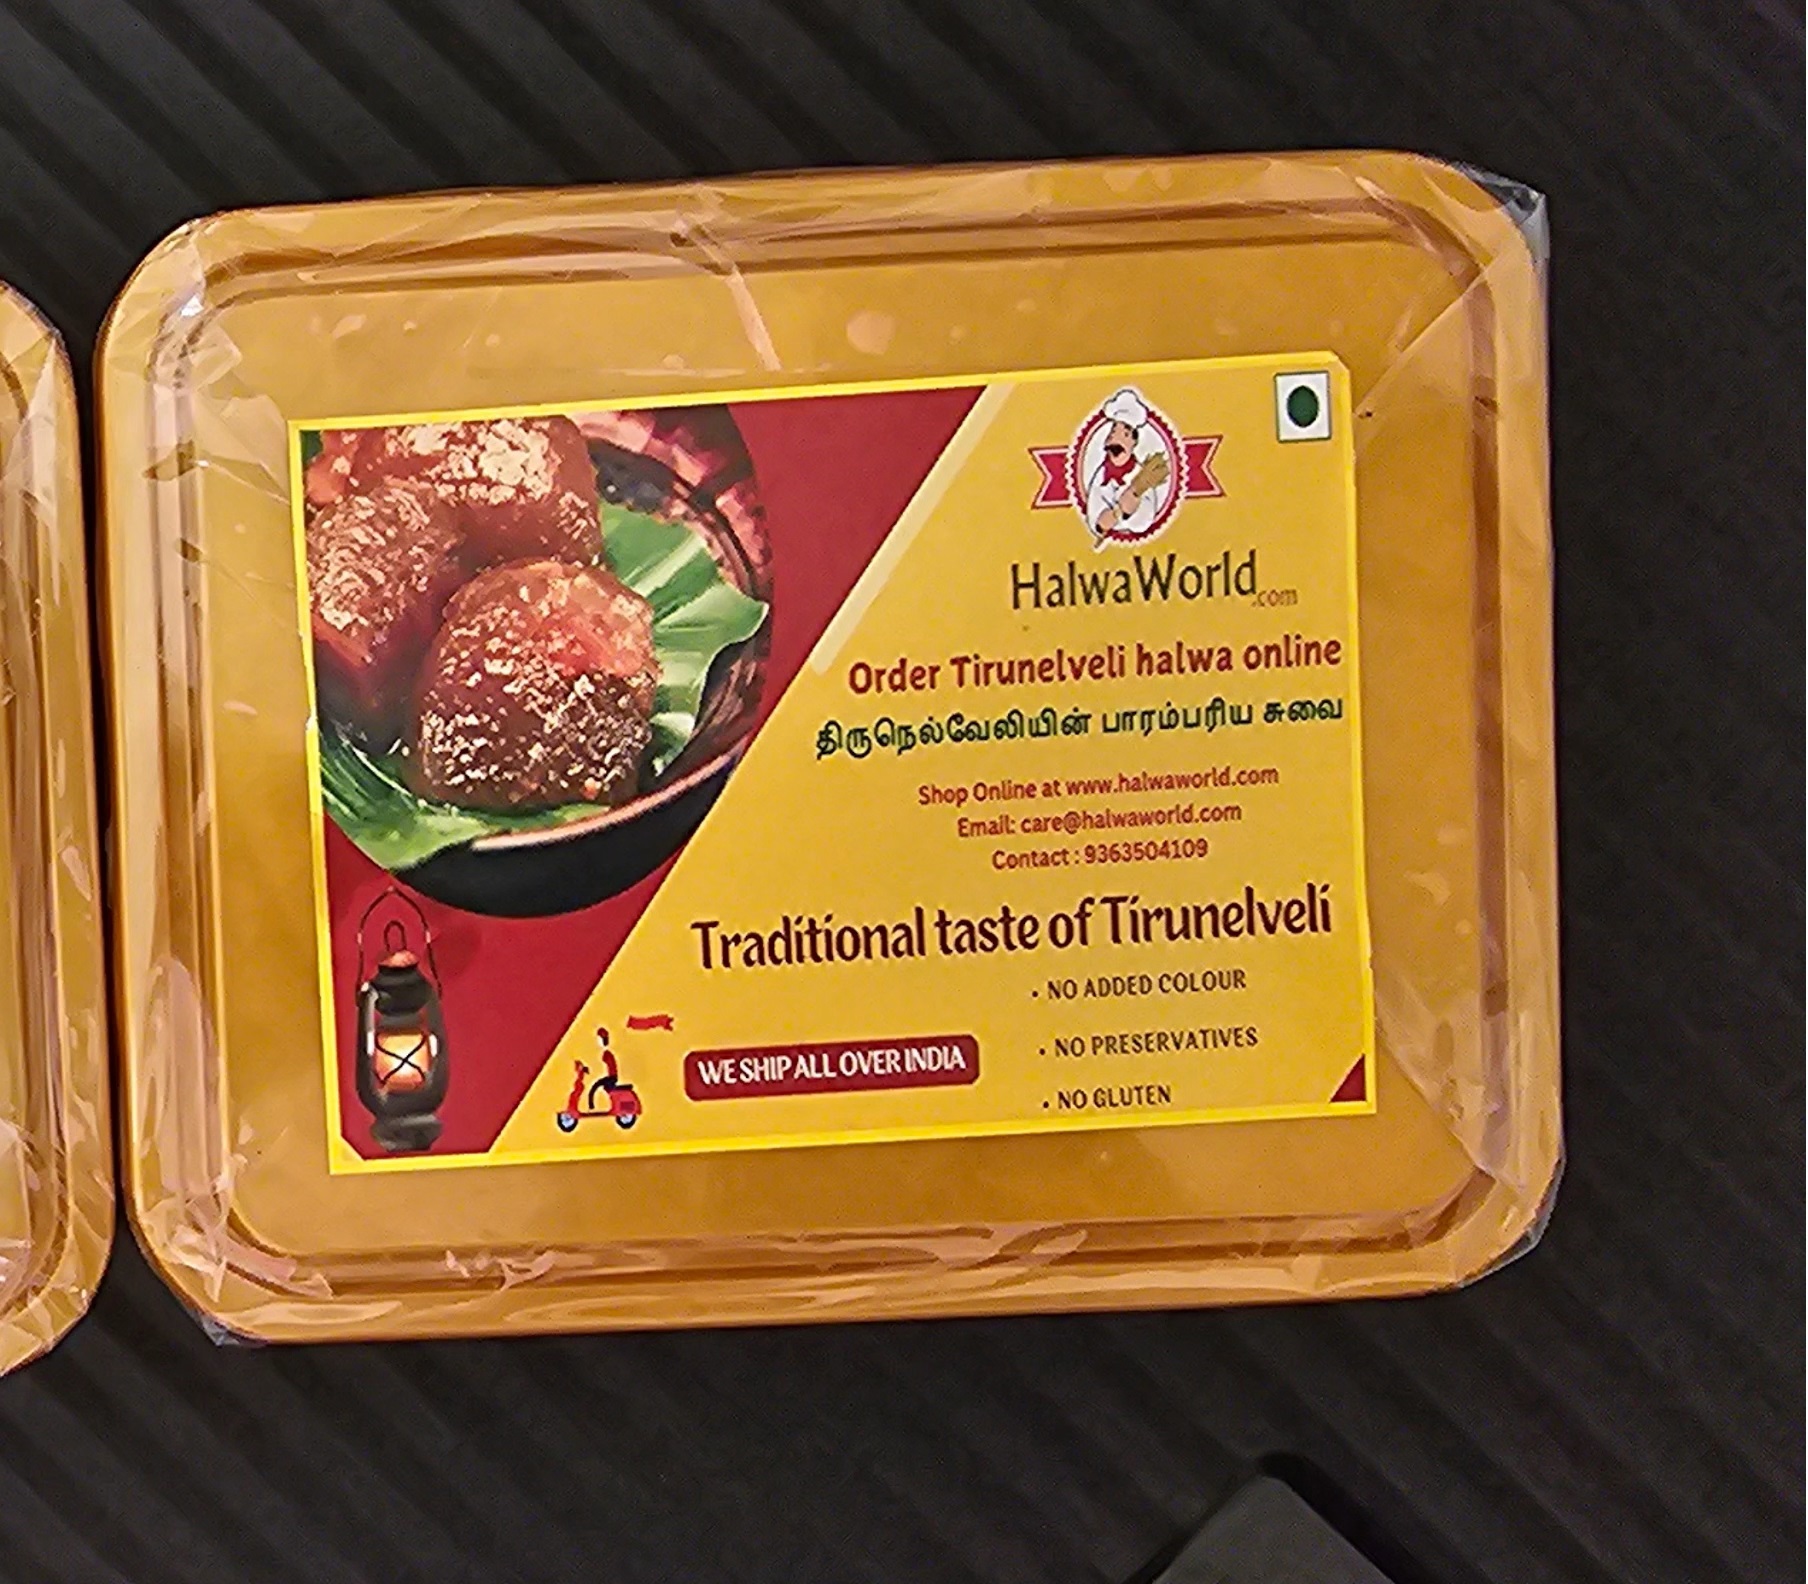 HalwaWorld.com
Order Tirunelveli halwa online
திருநெல்வேலியின் பாரம்பரிய சுவை
Shop Online at www.halwaworld.com
Email: care@halwaworld.com
Contact : 9363504109
Traditional taste of Tirunelveli
• NO ADDED COLOUR
• NO PRESERVATIVES
• NO GLUTEN
WE SHIP ALL OVER INDIA